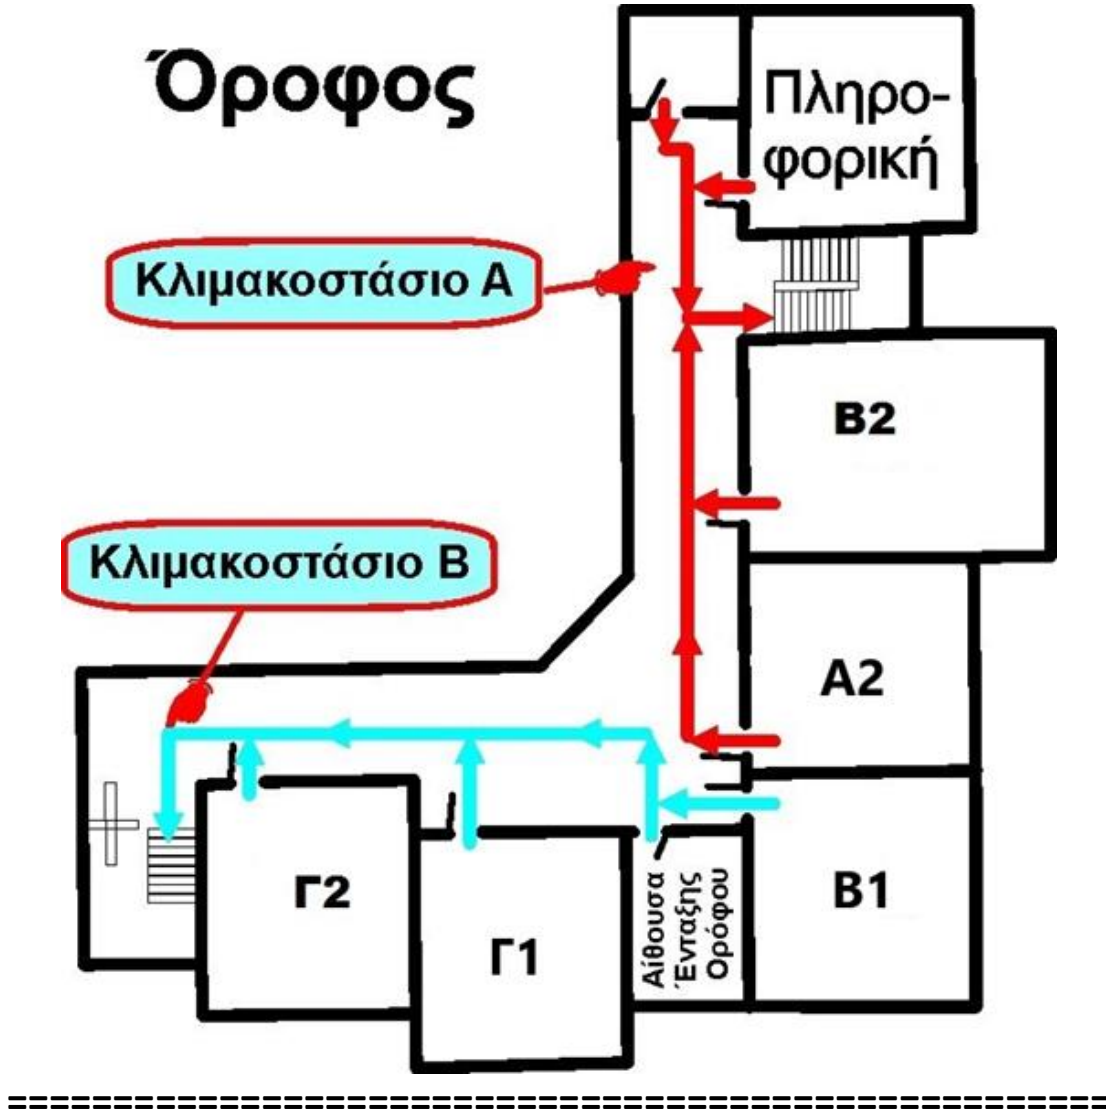 Όροφος
Πληρο-
φορική
Κλιμακοστάσιο Α
Β2
Κλιμακοστάσιο Β
Α2
Β1
Γ2
Γ1
Αίθουσα
Ένταξης
Ορόφου